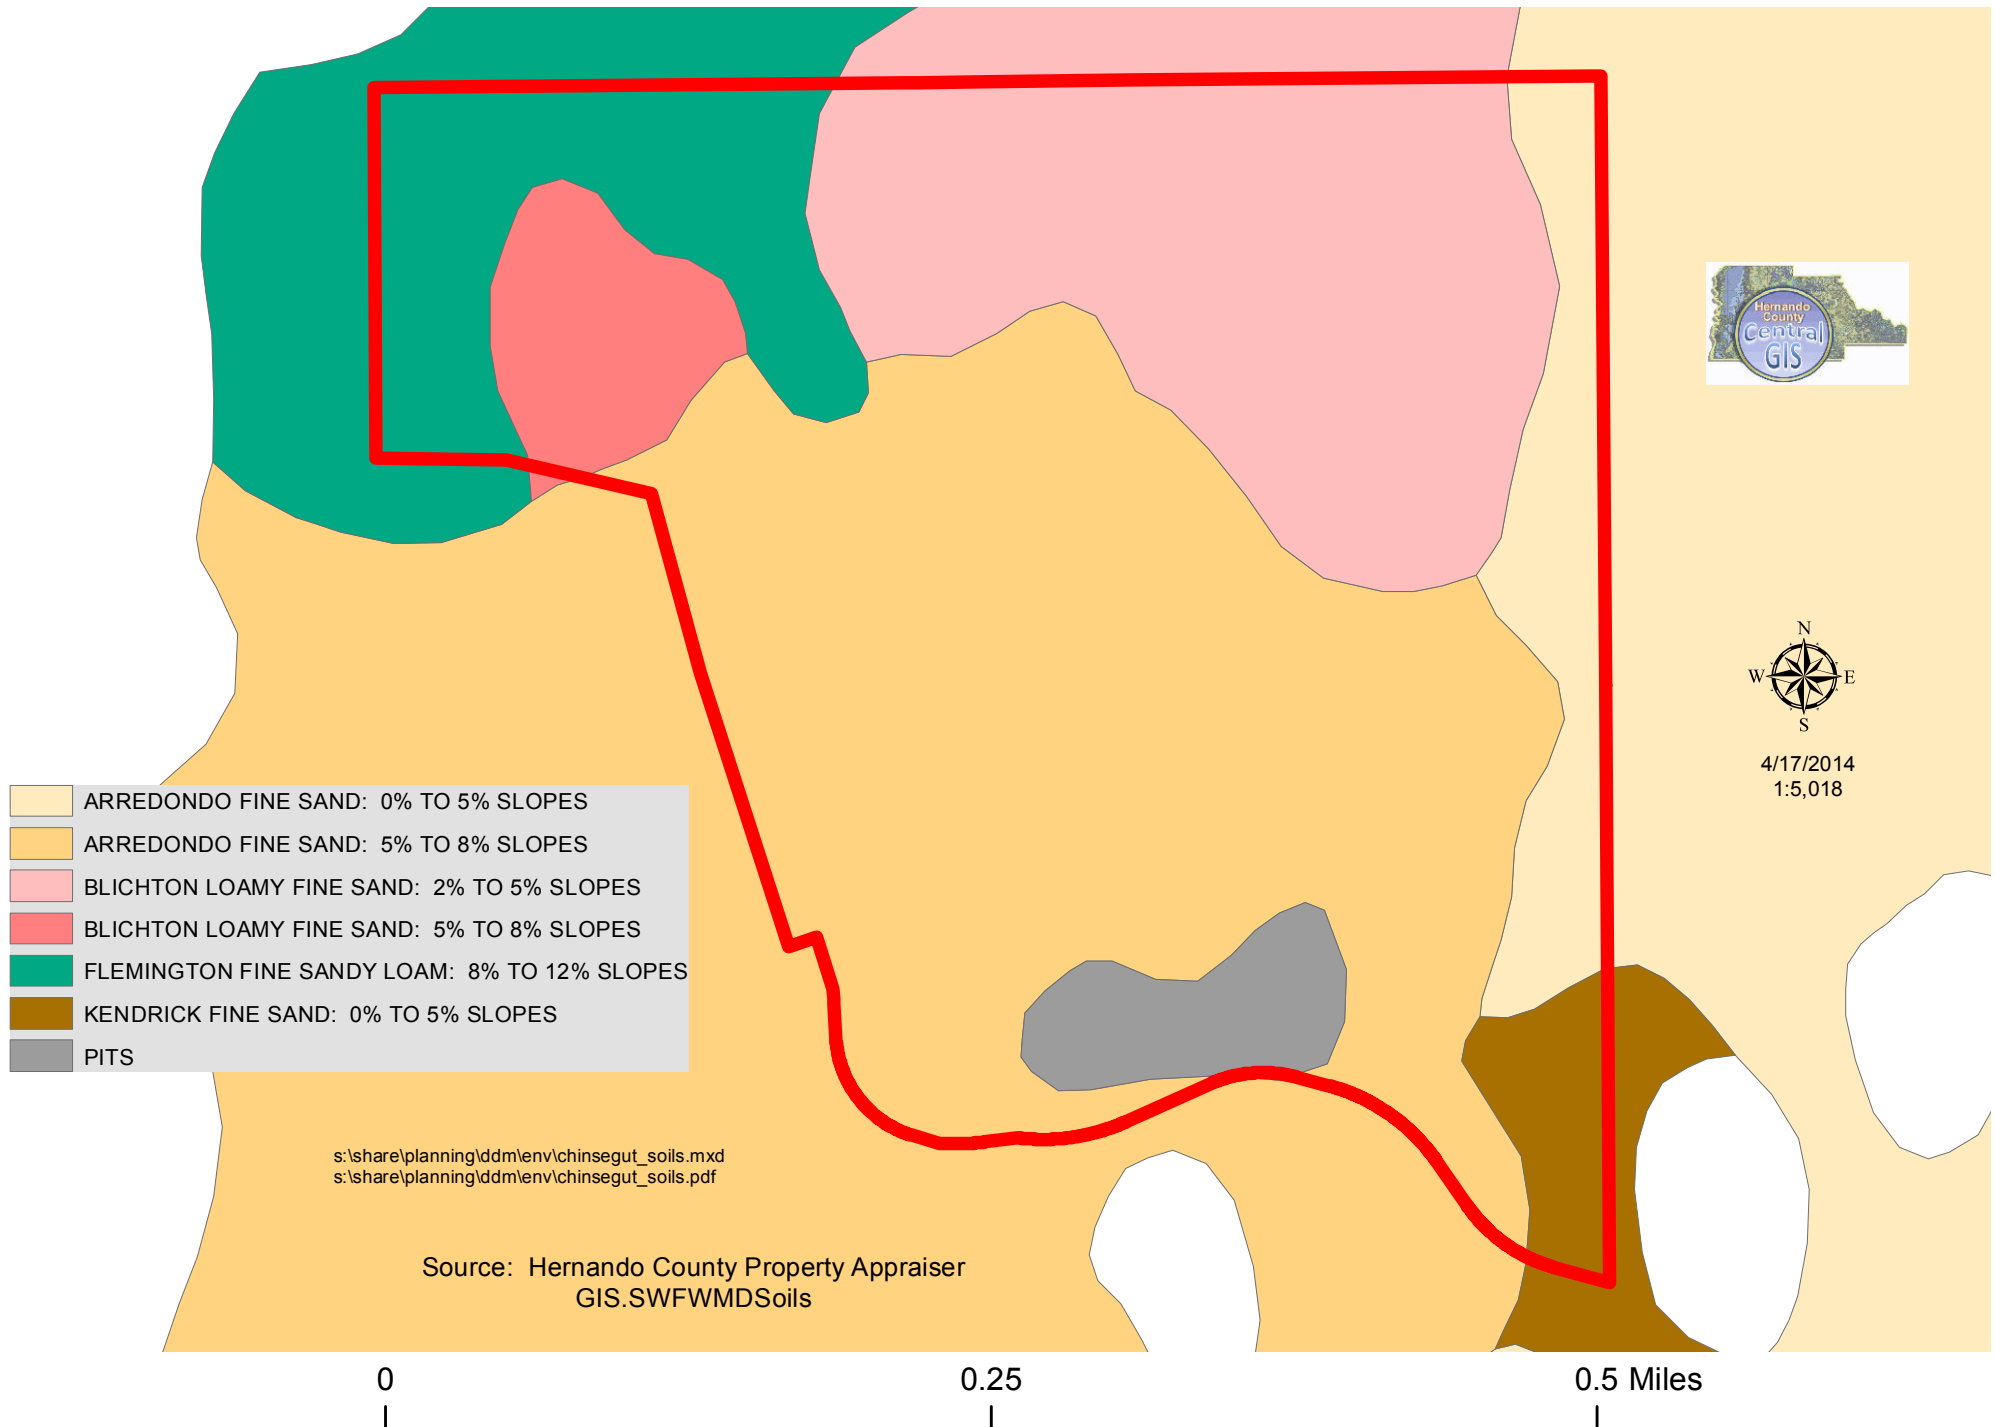 Hernando
County
Central
GIS
N
W E
S
4/17/2014
1:5,018
ARREDONDO FINE SAND: 0% TO 5% SLOPES
ARREDONDO FINE SAND: 5% TO 8% SLOPES
BLICHTON LOAMY FINE SAND: 2% TO 5% SLOPES
BLICHTON LOAMY FINE SAND: 5% TO 8% SLOPES
FLEMINGTON FINE SANDY LOAM: 8% TO 12% SLOPES
KENDRICK FINE SAND: 0% TO 5% SLOPES
PITS
s:\share\planning\ddm\env\chinsegut_soils.mxd
s:\share\planning\ddm\env\chinsegut_soils.pdf
Source: Hernando County Property Appraiser
GIS.SWFWMDSoils
0 0.25 0.5 Miles